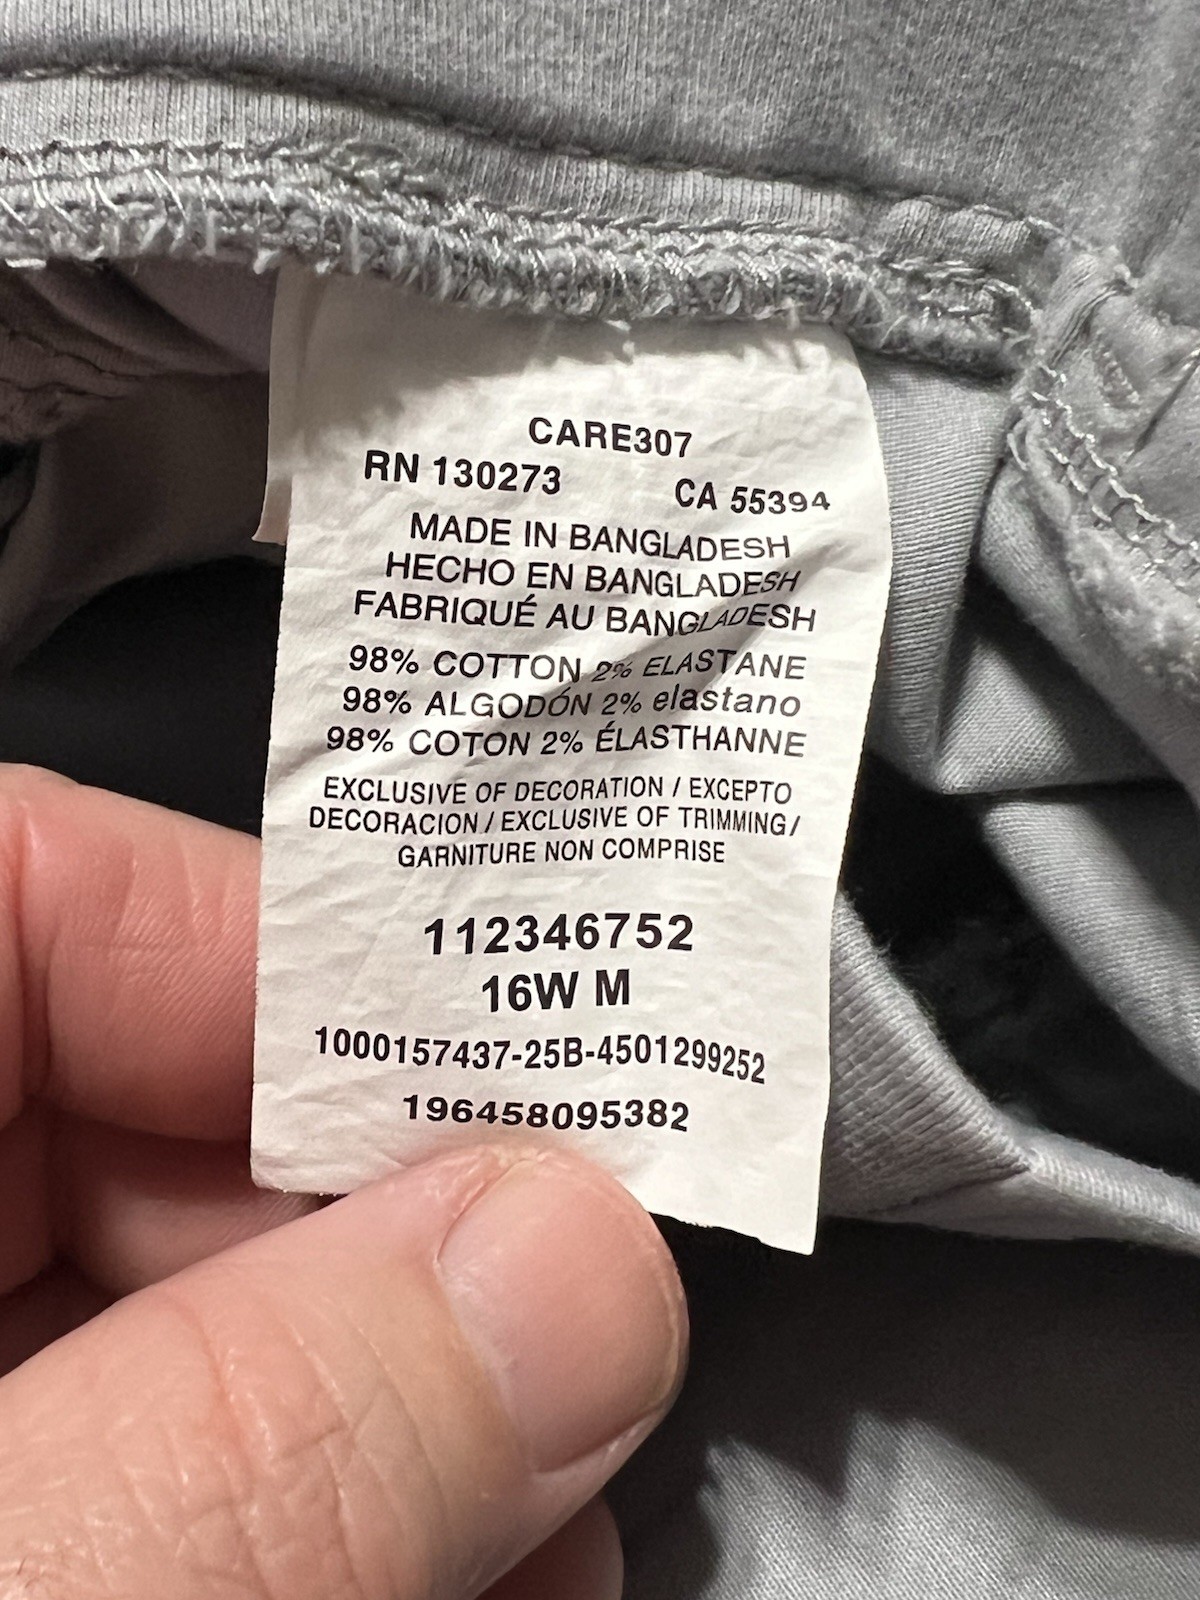 CARE307
RN 130273 CA 55394
MADE IN BANGLADESH
HECHO EN BANGLADESH
FABRIQUÉ AU BANGLADESH
98% COTTON 2% ELASTANE
98% ALGODÓN 2% elastano
98% COTON 2% ÉLASTHANNE
EXCLUSIVE OF DECORATION / EXCEPTO
DECORACION / EXCLUSIVE OF TRIMMING/
GARNITURE NON COMPRISE
112346752
16W M
1000157437-25B-4501299252
196458095382